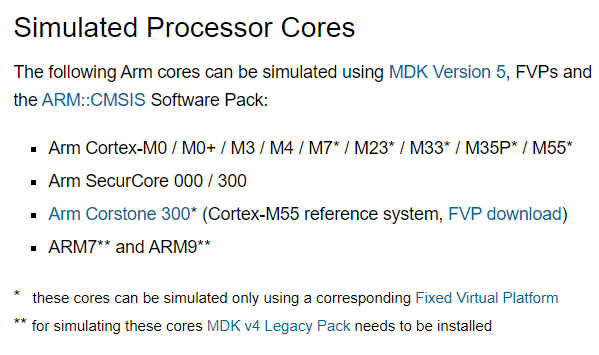 Simulated Processor Cores
The following Arm cores can be simulated using MDK Version 5, FVPs and
the ARM::CMSIS Software Pack:
▪ Arm Cortex-M0 / M0+ / M3 / M4 / M7* / M23* / M33* / M35P* / M55*
▪ Arm SecurCore 000 / 300
▪ Arm Corstone 300* (Cortex-M55 reference system, FVP download)
▪ ARM7** and ARM9**
* these cores can be simulated only using a corresponding Fixed Virtual Platform
** for simulating these cores MDK v4 Legacy Pack needs to be installed